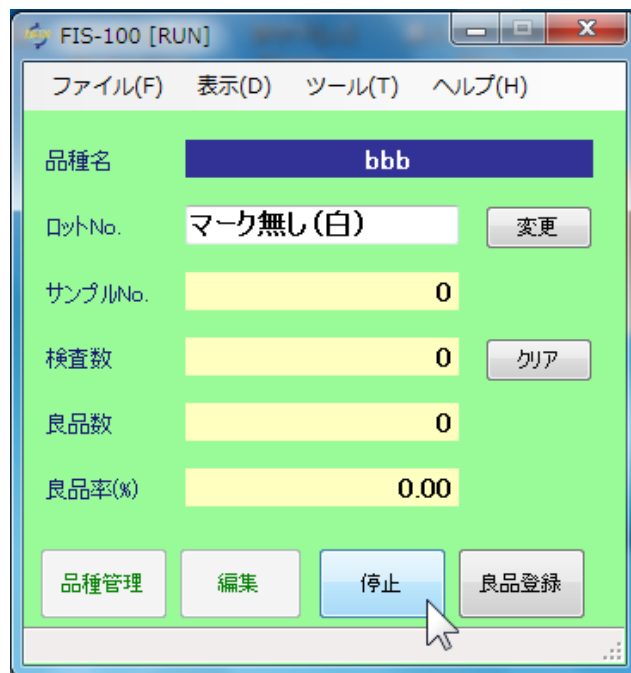 FIS-100 [RUN]
ファイル(F) 表示(D) ツール(T) ヘルプ(H)
品種名 bbb
ロットNo. マーク無し(白) 変更
サンプルNo. 0
検査数 0 クリア
良品数 0
良品率(%) 0.00
品種管理 編集 停止 良品登録